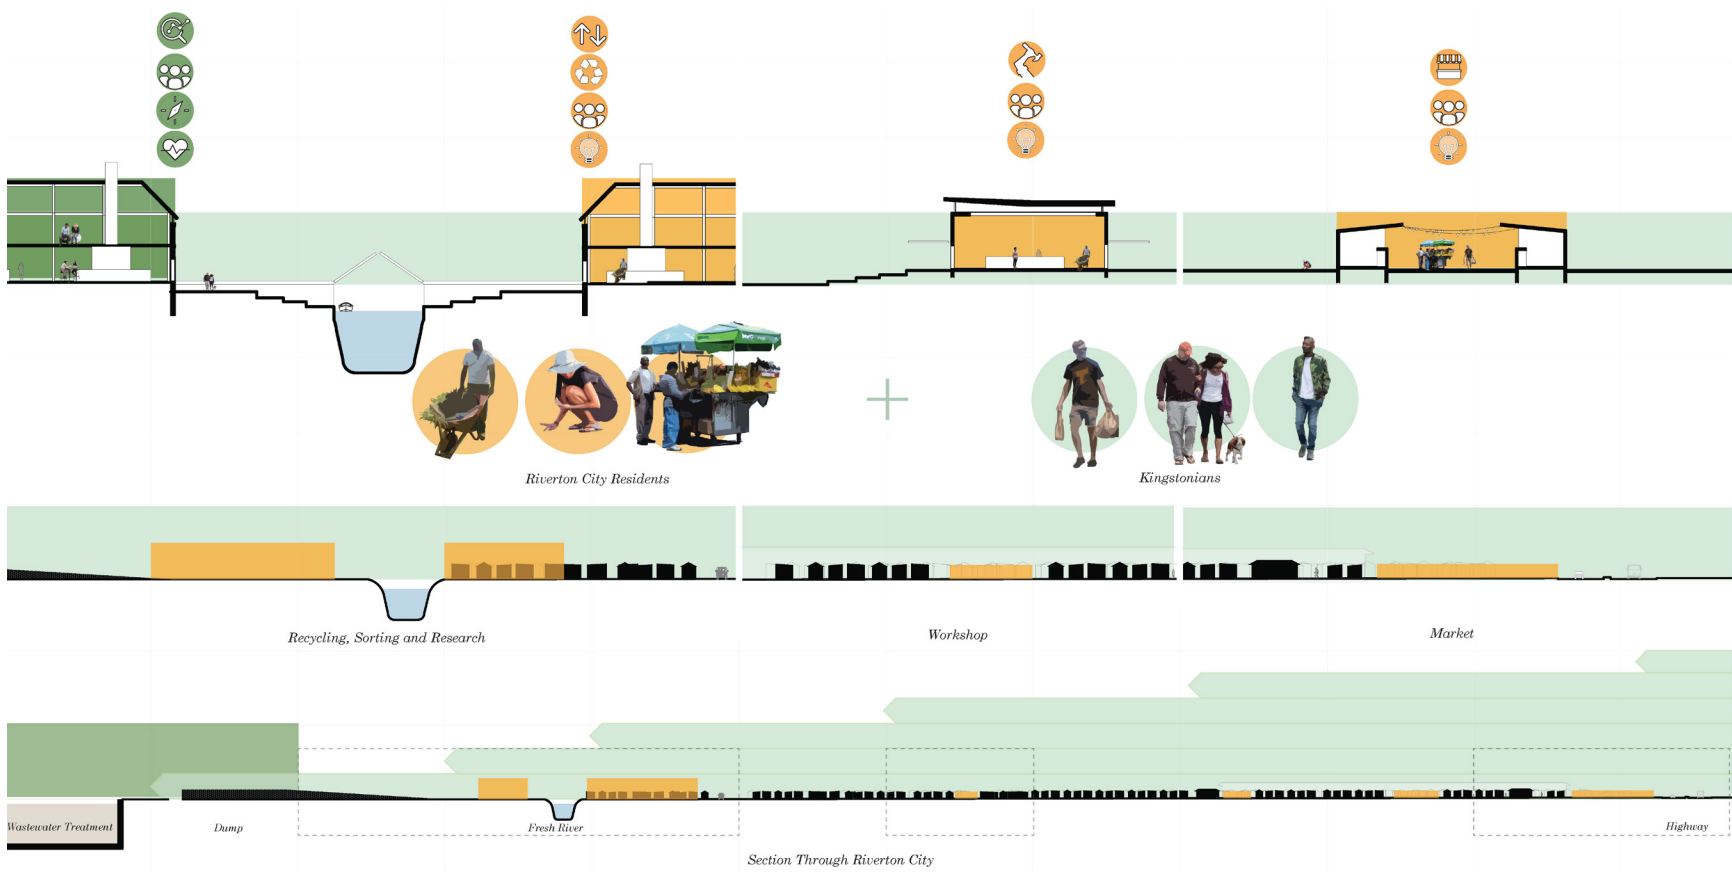 Riverton City Residents
Kingstonians
Recycling, Sorting and Research
Workshop
Market
Wastewater Treatment
Dump
Fresh River
Highway
Section Through Riverton City